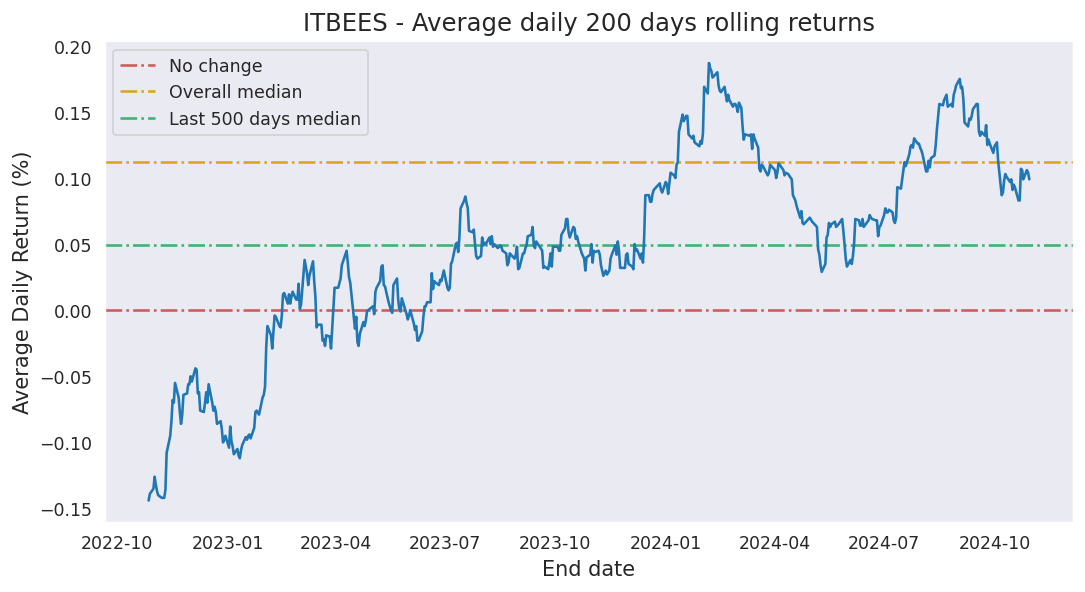 ITBEES - Average daily 200 days rolling returns
No change
Overall median
Last 500 days median
Average Daily Return (%)
0.20
0.15
0.10
0.05
0.00
−0.05
−0.10
−0.15
2022-10
2023-01
2023-04
2023-07
2023-10
2024-01
2024-04
2024-07
2024-10
End date